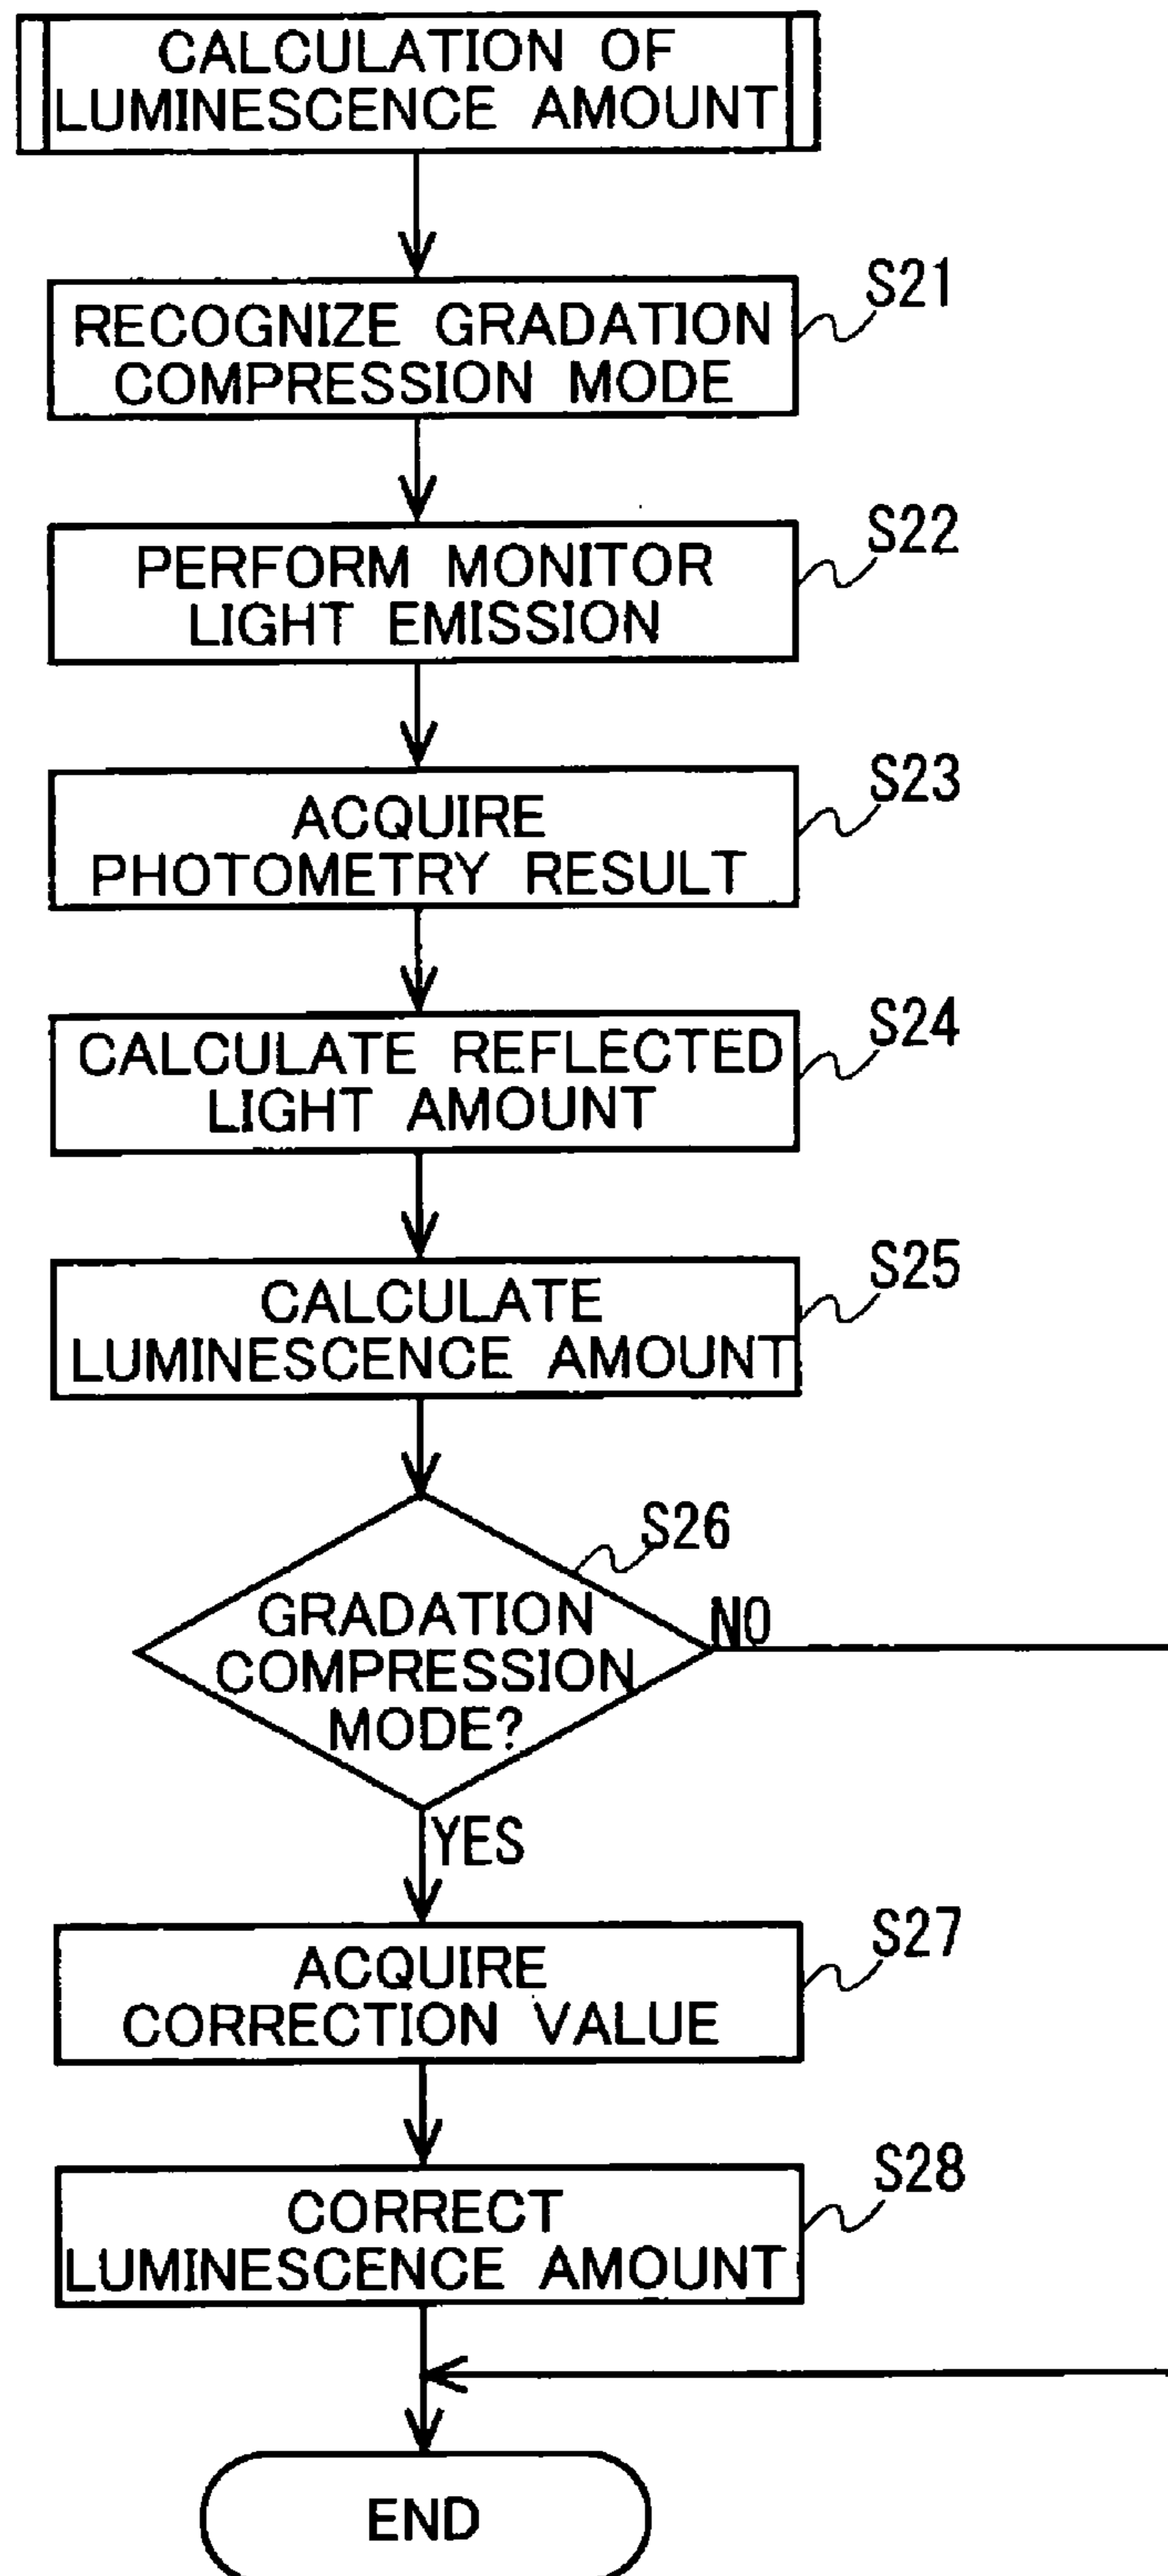 CALCULATION OF
LUMINESCENCE AMOUNT
S21
RECOGNIZE GRADATION
COMPRESSION MODE
S22
PERFORM MONITOR
LIGHT EMISSION
S23
ACQUIRE
PHOTOMETRY RESULT
S24
CALCULATE REFLECTED
LIGHT AMOUNT
S25
CALCULATE
LUMINESCENCE AMOUNT
S26
GRADATION
COMPRESSION
MODE?
NO
YES
S27
ACQUIRE
CORRECTION VALUE
S28
CORRECT
LUMINESCENCE AMOUNT
END